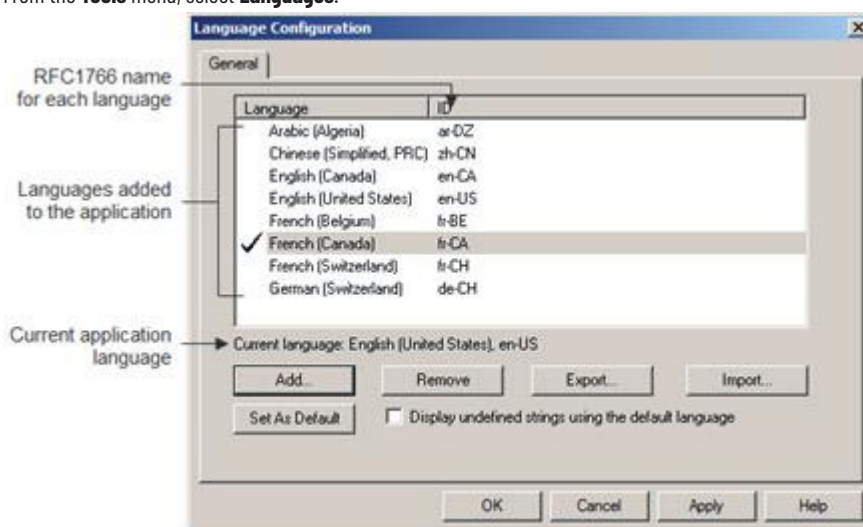 From the Tools menu, select Languages.
Language Configuration
General
RFC1766 name
for each language
Language ID
Arabic (Algeria) ar-DZ
Chinese (Simplified, PRC) zh-CN
English (Canada) en-CA
English (United States) en-US
French (Belgium) fr-BE
French (Canada) fr-CA
French (Switzerland) fr-CH
German (Switzerland) de-CH
Languages added
to the application
Current application
language
Current language: English (United States), en-US
Add... Remove Export... Import...
Set As Default Display undefined strings using the default language
OK Cancel Apply Help